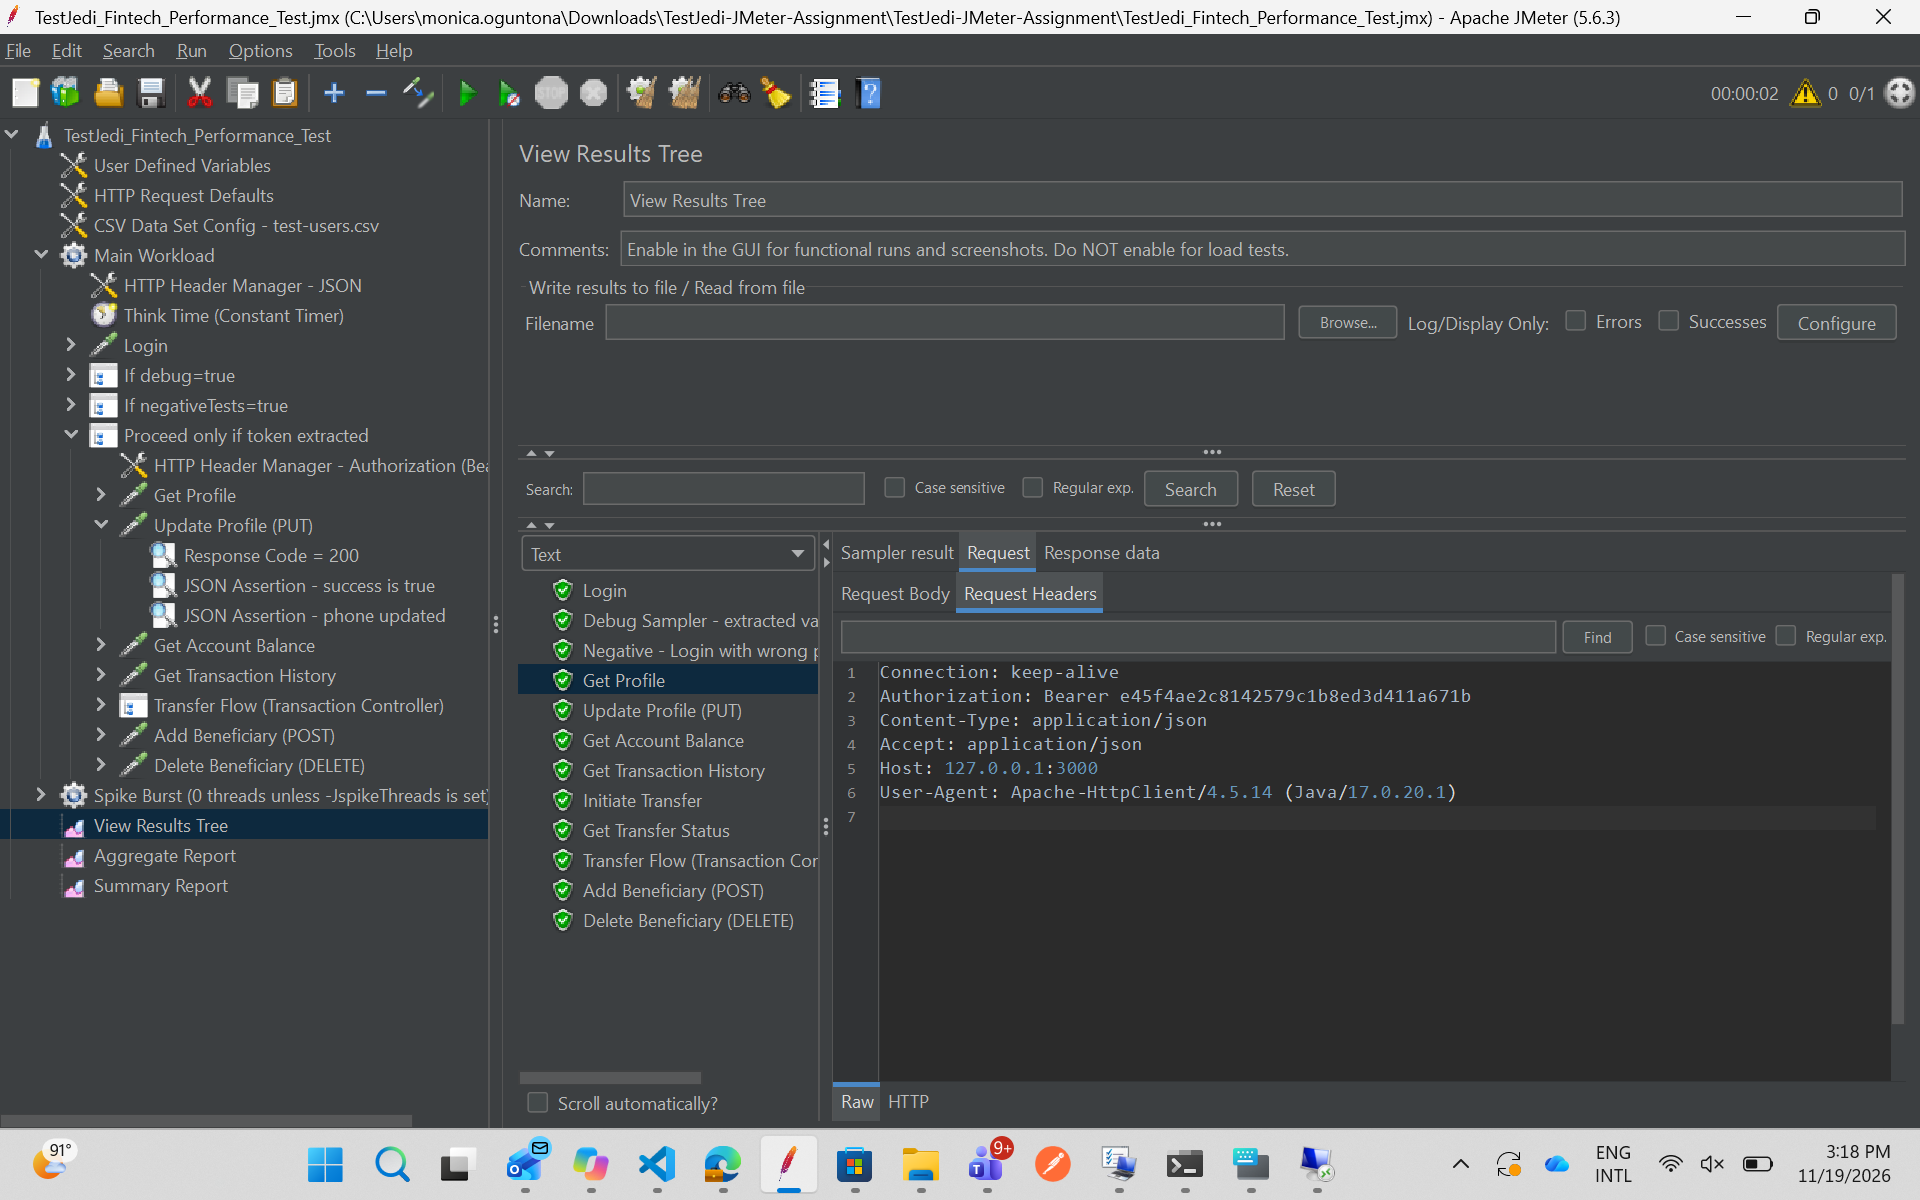 TestJedi_Fintech_Performance_Test.jmx (C:\Users\monica.oguntona\Downloads\TestJedi-JMeter-Assignment\TestJedi-JMeter-Assignment\TestJedi_Fintech_Performance_Test.jmx) - Apache JMeter (5.6.3)
File Edit Search Run Options Tools Help
STOP
00:00:02 0 0/1
TestJedi_Fintech_Performance_Test
User Defined Variables
HTTP Request Defaults
CSV Data Set Config - test-users.csv
Main Workload
HTTP Header Manager - JSON
Think Time (Constant Timer)
Login
If debug=true
If negativeTests=true
Proceed only if token extracted
HTTP Header Manager - Authorization (Bea
Get Profile
Update Profile (PUT)
Response Code = 200
JSON Assertion - success is true
JSON Assertion - phone updated
Get Account Balance
Get Transaction History
Transfer Flow (Transaction Controller)
Add Beneficiary (POST)
Delete Beneficiary (DELETE)
Spike Burst (0 threads unless -JspikeThreads is set)
View Results Tree
Aggregate Report
Summary Report
View Results Tree
Name: View Results Tree
Comments: Enable in the GUI for functional runs and screenshots. Do NOT enable for load tests.
Write results to file / Read from file
Filename Browse... Log/Display Only: Errors Successes Configure
Search: Case sensitive Regular exp. Search Reset
Text
Login
Debug Sampler - extracted va
Negative - Login with wrong p
Get Profile
Update Profile (PUT)
Get Account Balance
Get Transaction History
Initiate Transfer
Get Transfer Status
Transfer Flow (Transaction Cor
Add Beneficiary (POST)
Delete Beneficiary (DELETE)
Scroll automatically?
Sampler result Request Response data
Request Body Request Headers
Find Case sensitive Regular exp.
1 Connection: keep-alive
2 Authorization: Bearer e45f4ae2c8142579c1b8ed3d411a671b
3 Content-Type: application/json
4 Accept: application/json
5 Host: 127.0.0.1:3000
6 User-Agent: Apache-HttpClient/4.5.14 (Java/17.0.20.1)
7
Raw HTTP
91°
9+
ENG
INTL
3:18 PM
11/19/2026